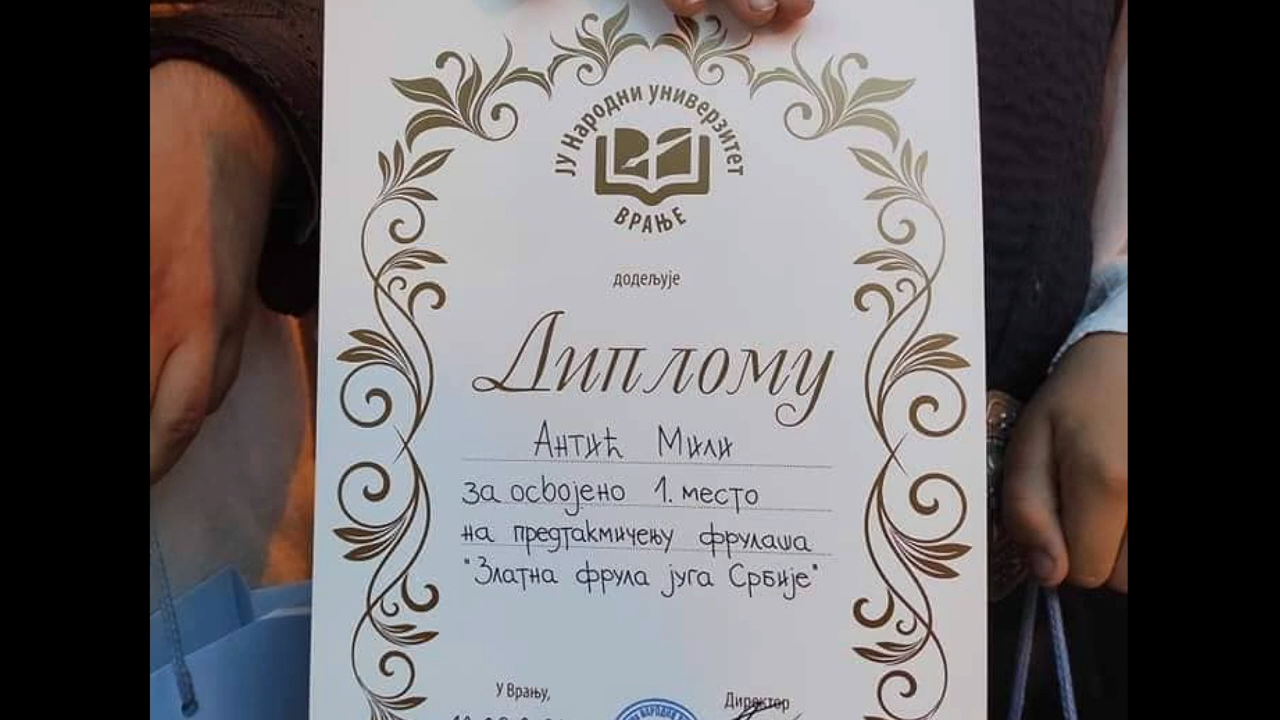 ЈУ Народни универзитет
ВРАЊЕ
додељује
Диплому
Антић Мили
за освојено 1. место
на предтакмичењу фрулаша
"Златна фрула југа Србије"
У Врању,
Директор